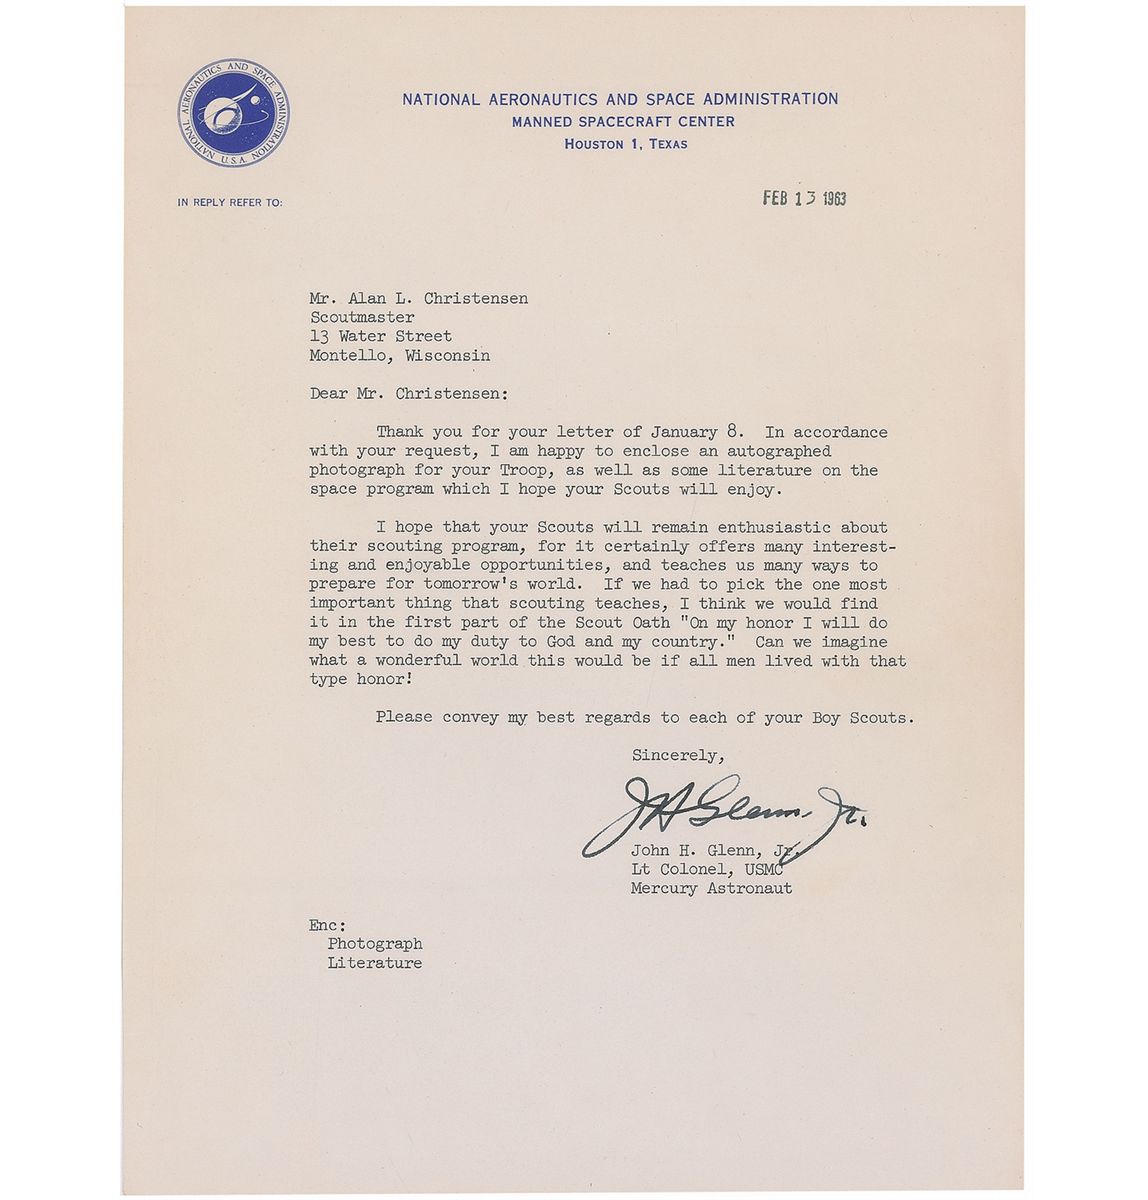 NATIONAL AERONAUTICS AND SPACE ADMINISTRATION
U.S.A.
NATIONAL AERONAUTICS AND SPACE ADMINISTRATION
MANNED SPACECRAFT CENTER
HOUSTON 1, TEXAS
IN REPLY REFER TO:
FEB 13 1963
Mr. Alan L. Christensen
Scoutmaster
13 Water Street
Montello, Wisconsin
Dear Mr. Christensen:
Thank you for your letter of January 8. In accordance
with your request, I am happy to enclose an autographed
photograph for your Troop, as well as some literature on the
space program which I hope your Scouts will enjoy.
I hope that your Scouts will remain enthusiastic about
their scouting program, for it certainly offers many interest-
ing and enjoyable opportunities, and teaches us many ways to
prepare for tomorrow's world. If we had to pick the one most
important thing that scouting teaches, I think we would find
it in the first part of the Scout Oath "On my honor I will do
my best to do my duty to God and my country." Can we imagine
what a wonderful world this would be if all men lived with that
type honor!
Please convey my best regards to each of your Boy Scouts.
Sincerely,
JH Glenn, Jr.
John H. Glenn, Jr.
Lt Colonel, USMC
Mercury Astronaut
Enc:
Photograph
Literature